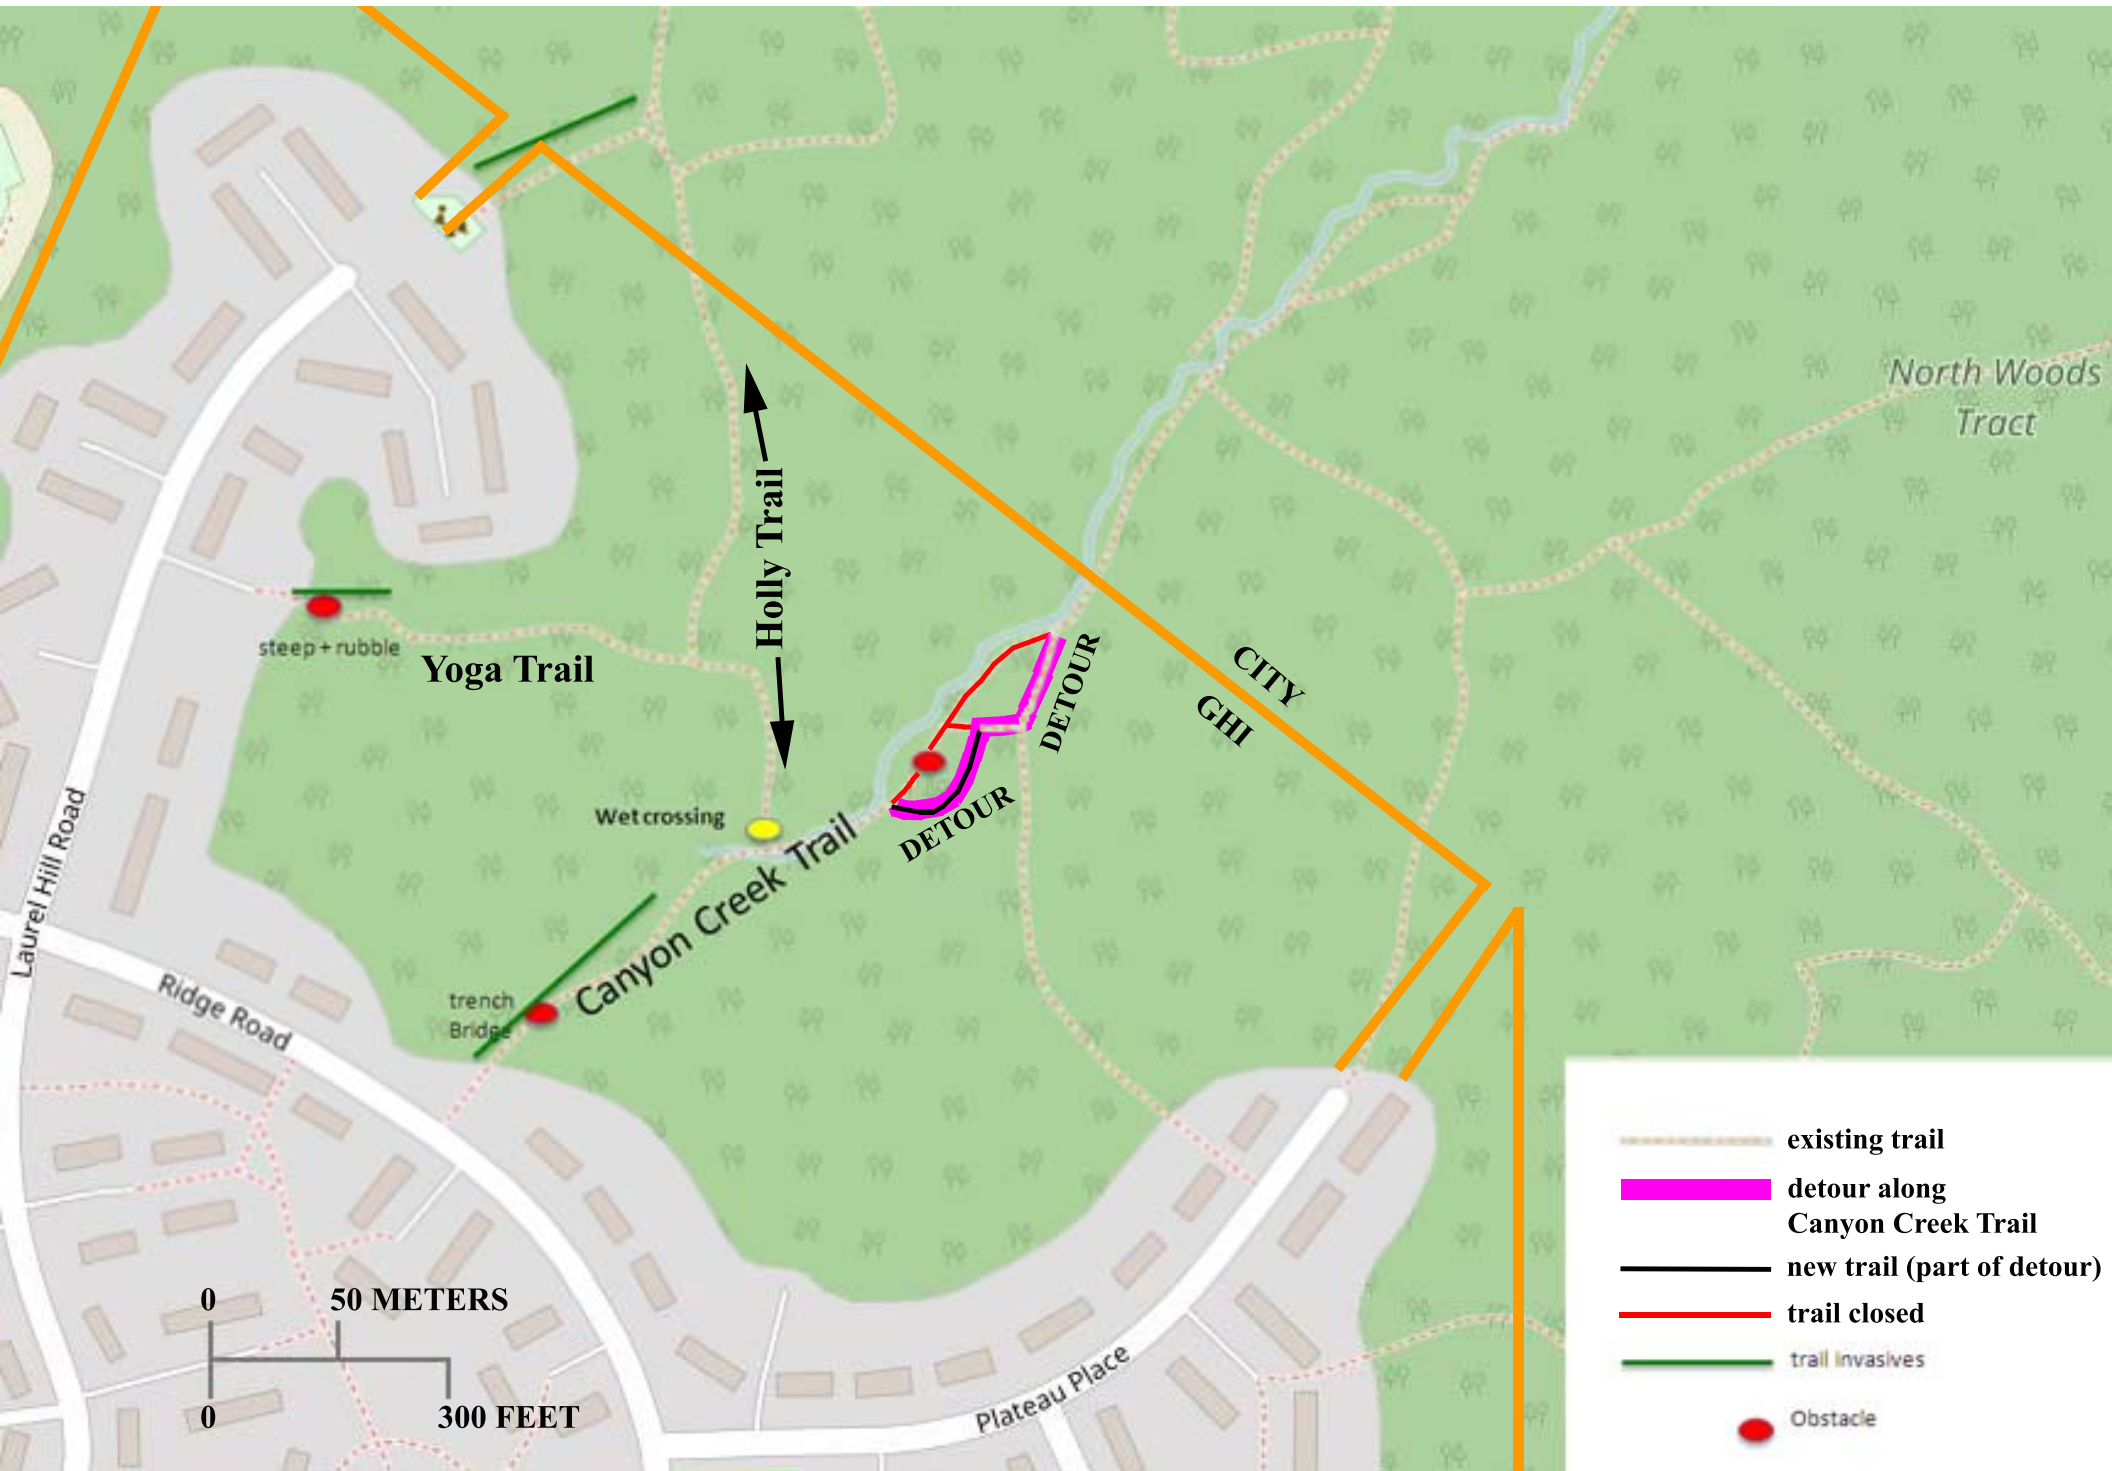 North Woods
Tract
Holly Trail
steep + rubble
Yoga Trail
CITY
GHI
DETOUR
DETOUR
Wet crossing
Canyon Creek Trail
trench
Bridge
Laurel Hill Road
Ridge Road
Plateau Place
0
50 METERS
0
300 FEET
existing trail
detour along
Canyon Creek Trail
new trail (part of detour)
trail closed
trail invasives
Obstacle